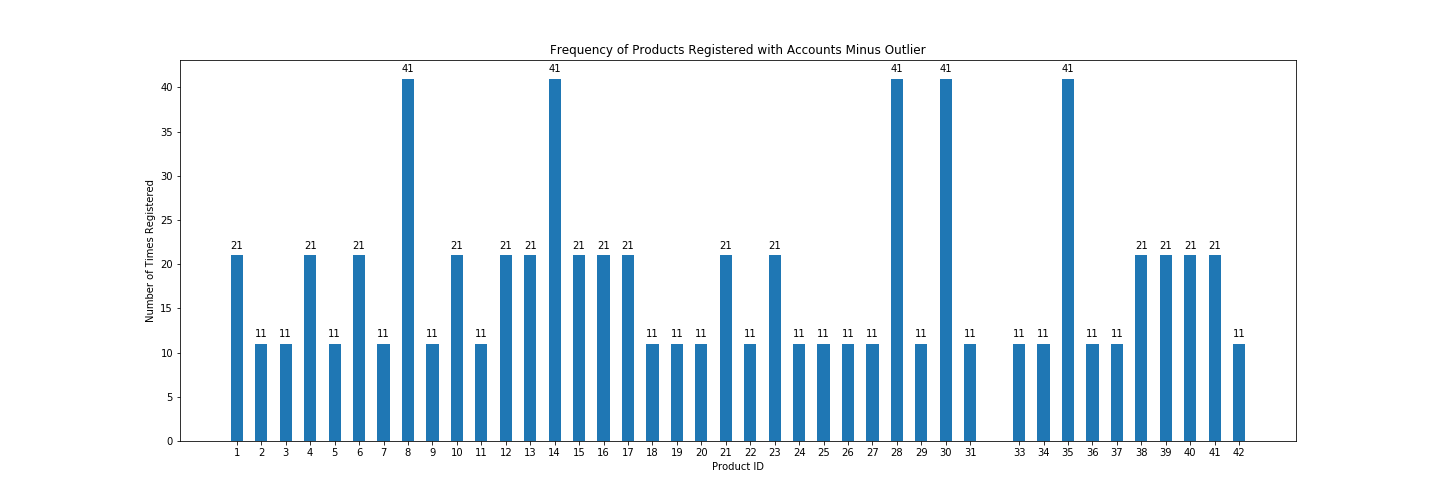 Frequency of Products Registered with Accounts Minus Outlier
41 41 41 41 41
21 21 21 21 21 21 21 21 21 21 21 21 21 21 21
11 11 11 11 11 11 11 11 11 11 11 11 11 11 11 11 11 11 11 11 11
40
35
30
25
20
15
10
5
0
Number of Times Registered
1 2 3 4 5 6 7 8 9 10 11 12 13 14 15 16 17 18 19 20 21 22 23 24 25 26 27 28 29 30 31 33 34 35 36 37 38 39 40 41 42
Product ID